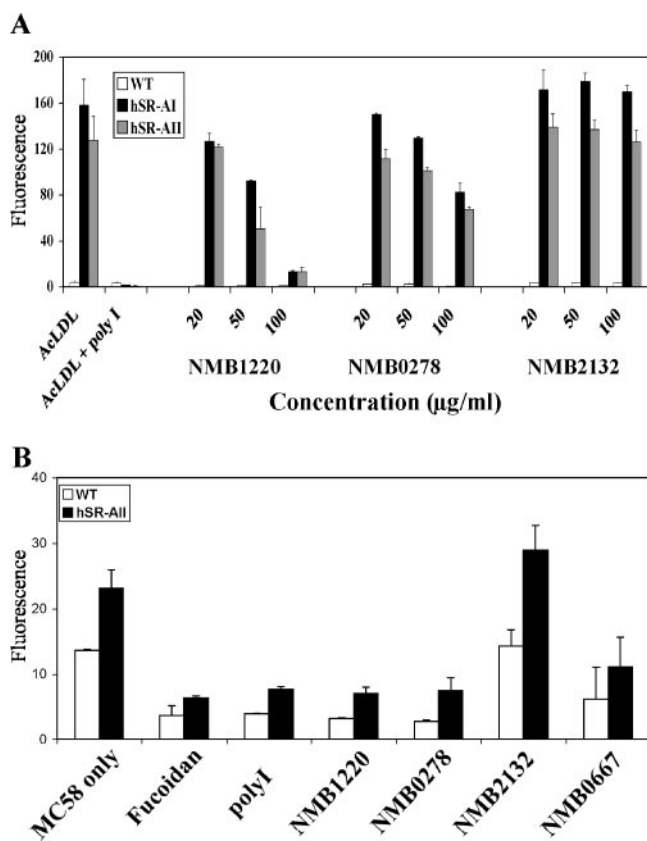 A
200
160
120
80
40
0
Fluorescence
WT
hSR-AI
hSR-AII
AcLDL
AcLDL + poly I
20
50
100
20
50
100
20
50
100
NMB1220
NMB0278
NMB2132
Concentration (µg/ml)
B
40
30
20
10
0
Fluorescence
WT
hSR-AII
MC58 only
Fucoidan
polyI
NMB1220
NMB0278
NMB2132
NMB0667